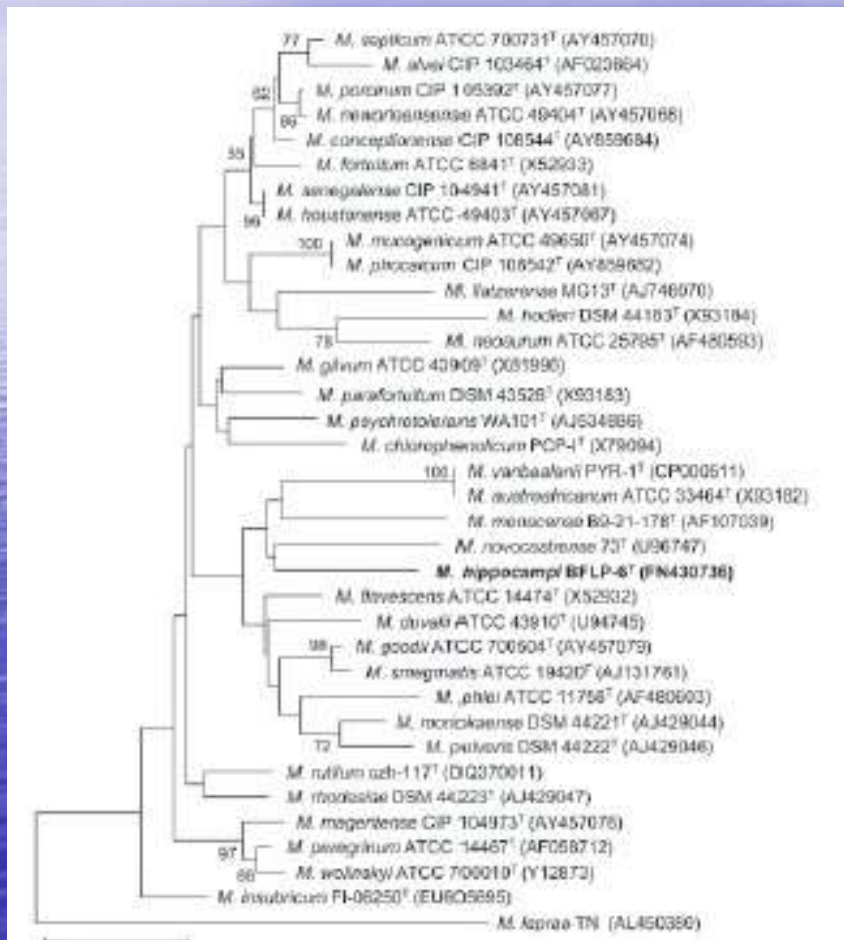 77
M. septicum ATCC 700731ᵀ (AY457070)
M. alvei CIP 103464ᵀ (AF023664)
62
M. porcinum CIP 105392ᵀ (AY457077)
86
M. neworleansense ATCC 49404ᵀ (AY457068)
M. conceptionense CIP 108544ᵀ (AY859684)
55
M. fortuitum ATCC 6841ᵀ (X52933)
M. senegalense CIP 104941ᵀ (AY457081)
M. houstonense ATCC 49403ᵀ (AY457067)
100
M. mucogenicum ATCC 49650ᵀ (AY457074)
M. phocaicum CIP 108542ᵀ (AY859682)
M. llatzerense MG13ᵀ (AJ746070)
M. hodleri DSM 44183ᵀ (X93184)
78
M. neoaurum ATCC 25795ᵀ (AF480593)
M. gilvum ATCC 43909ᵀ (X81996)
M. parafortuitum DSM 43528ᵀ (X93183)
M. psychrotolerans WA101ᵀ (AJ534886)
M. chlorophenolicum PCP-Iᵀ (X79094)
100
M. vanbaalenii PYR-1ᵀ (CP000511)
M. austroafricanum ATCC 33464ᵀ (X93182)
M. monacense B9-21-178ᵀ (AF107039)
M. novocastrense 73ᵀ (U96747)
M. hippocampi BFLP-6ᵀ (FN430736)
M. flavescens ATCC 14474ᵀ (X52932)
M. duvalii ATCC 43910ᵀ (U94745)
98
M. goodii ATCC 700504ᵀ (AY457079)
M. smegmatis ATCC 19420ᵀ (AJ131761)
M. phlei ATCC 11758ᵀ (AF480603)
M. moriokaense DSM 44221ᵀ (AJ429044)
72
M. pulveris DSM 44222ᵀ (AJ429046)
M. rutilum czh-117ᵀ (DQ370011)
M. rhodesiae DSM 44223ᵀ (AJ429047)
M. mageritense CIP 104973ᵀ (AY457076)
97
M. peregrinum ATCC 14467ᵀ (AF058712)
M. wolinskyi ATCC 700010ᵀ (Y12873)
M. insubricum FI-06250ᵀ (EU605695)
M. leprae TN (AL450380)